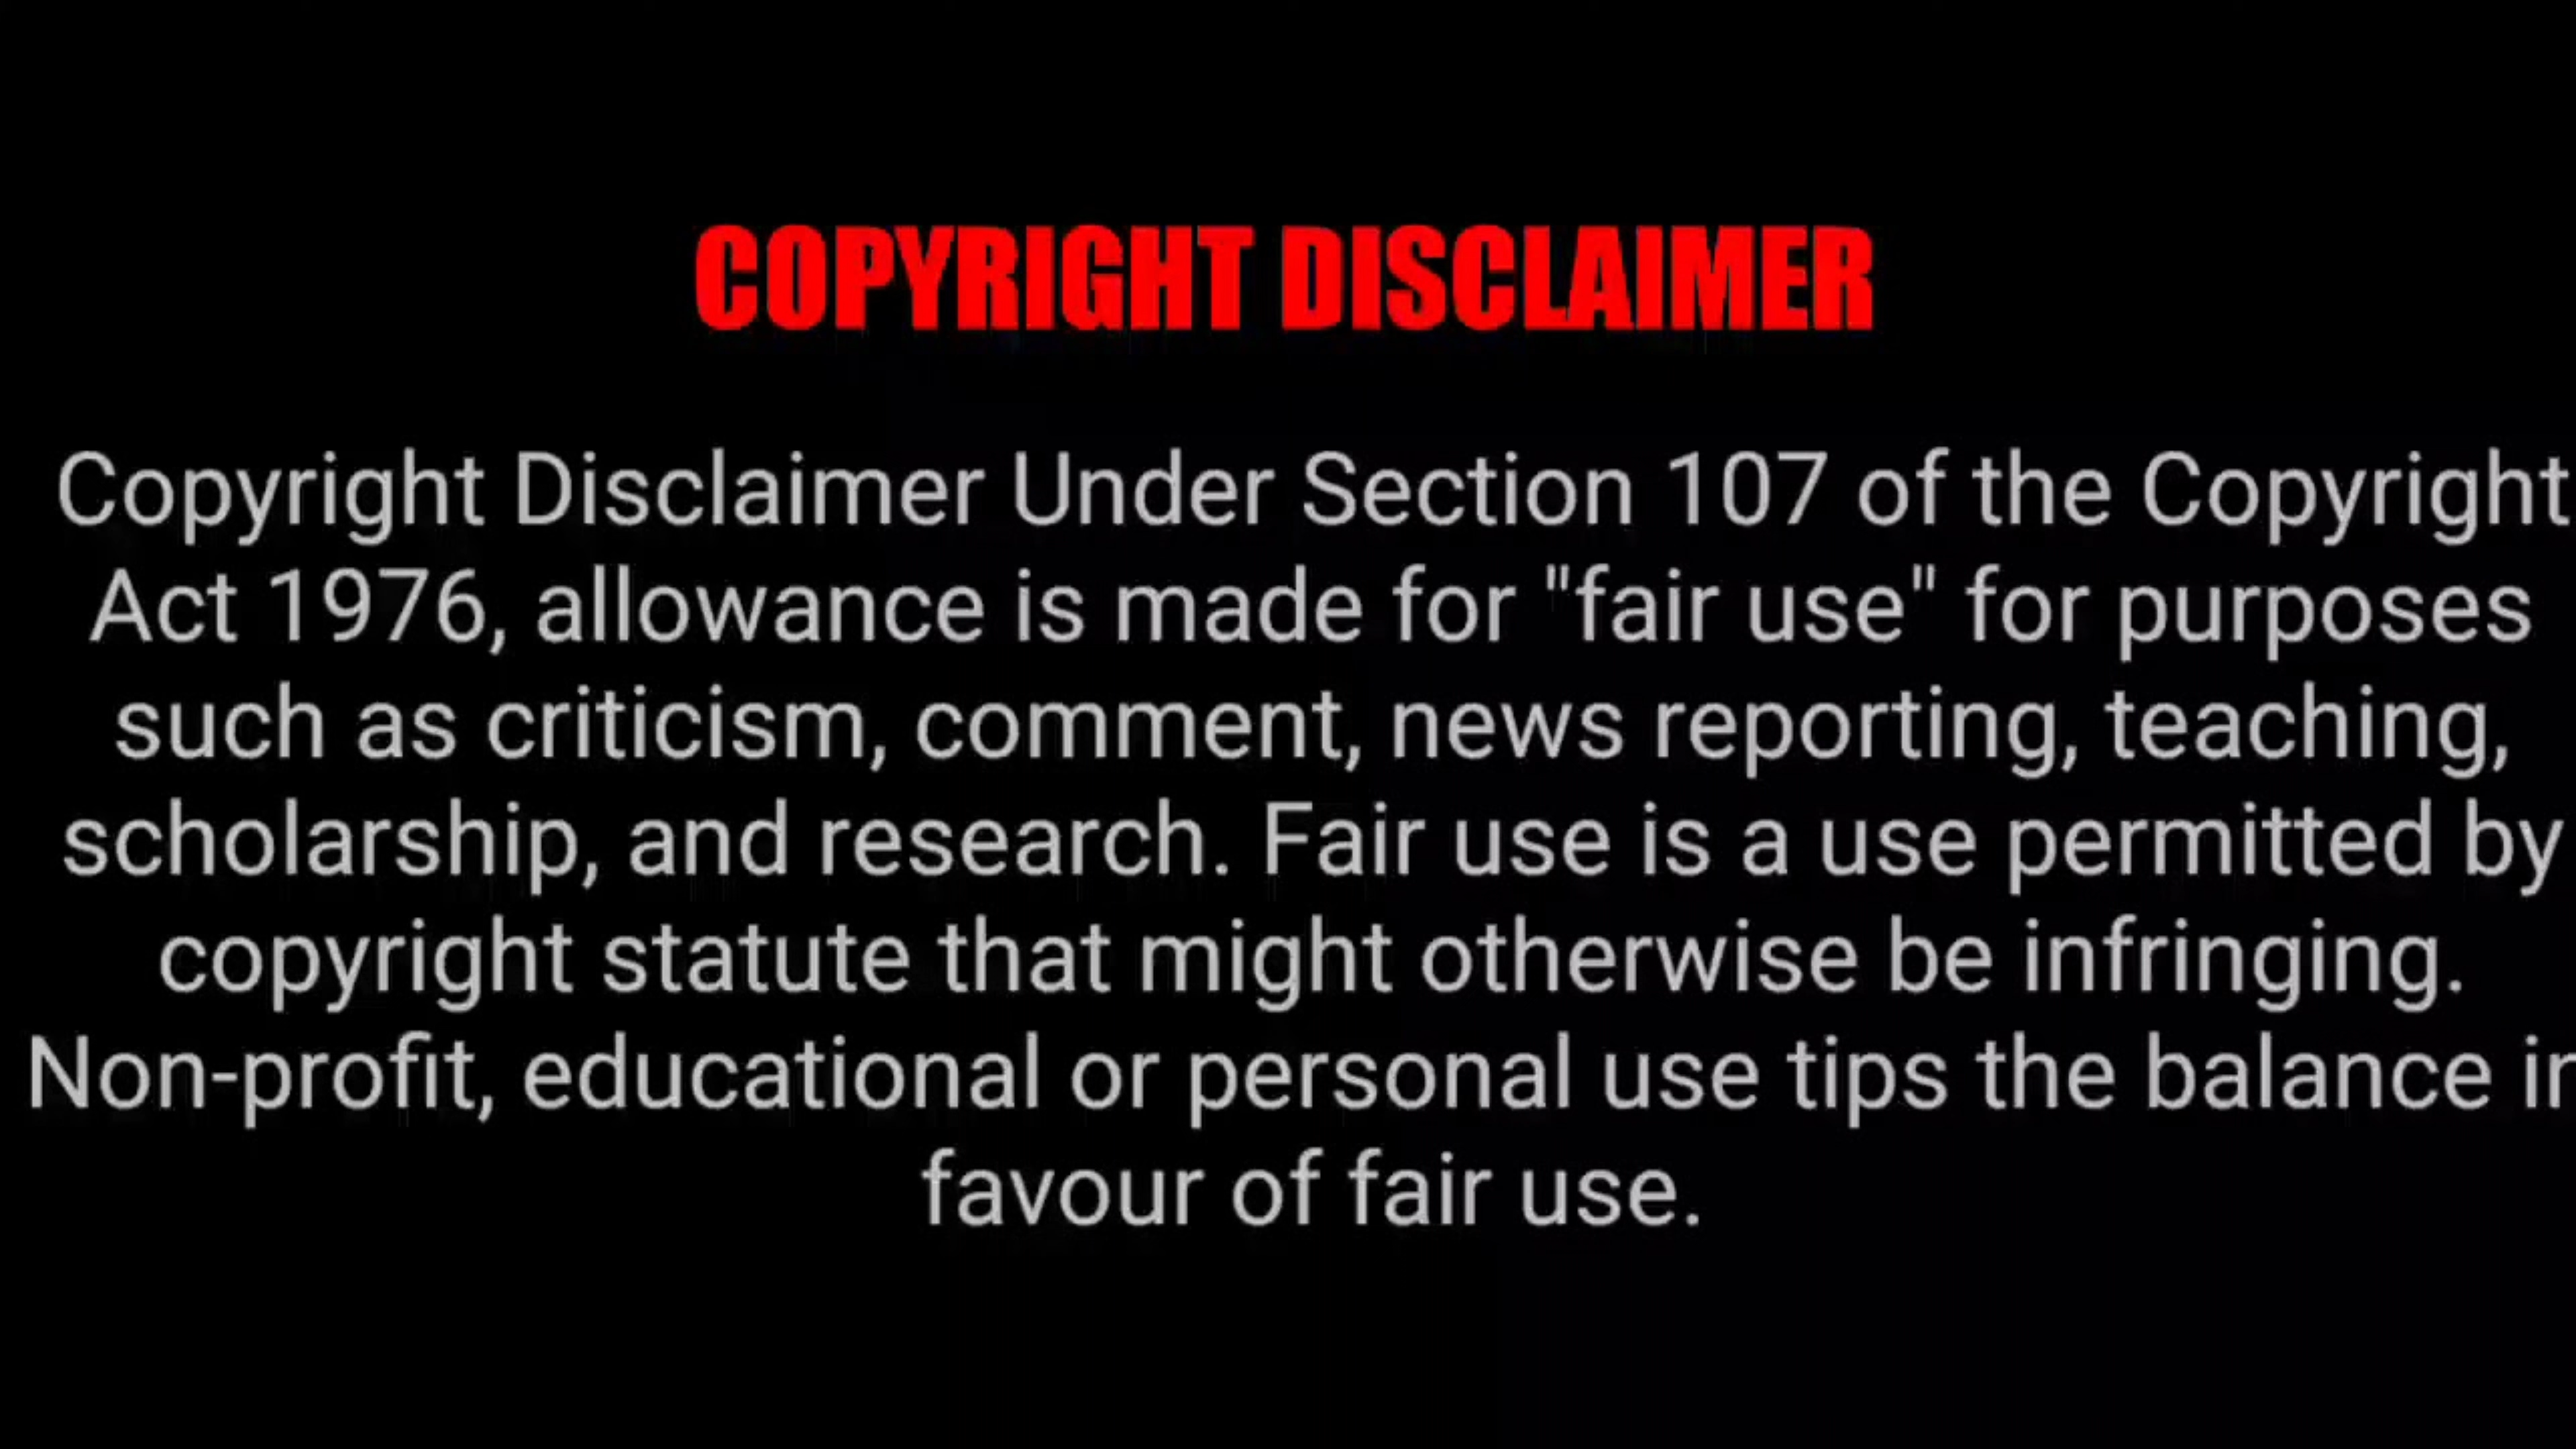 COPYRIGHT DISCLAIMER
Copyright Disclaimer Under Section 107 of the Copyright
Act 1976, allowance is made for "fair use" for purposes
such as criticism, comment, news reporting, teaching,
scholarship, and research. Fair use is a use permitted by
copyright statute that might otherwise be infringing.
Non-profit, educational or personal use tips the balance in
favour of fair use.